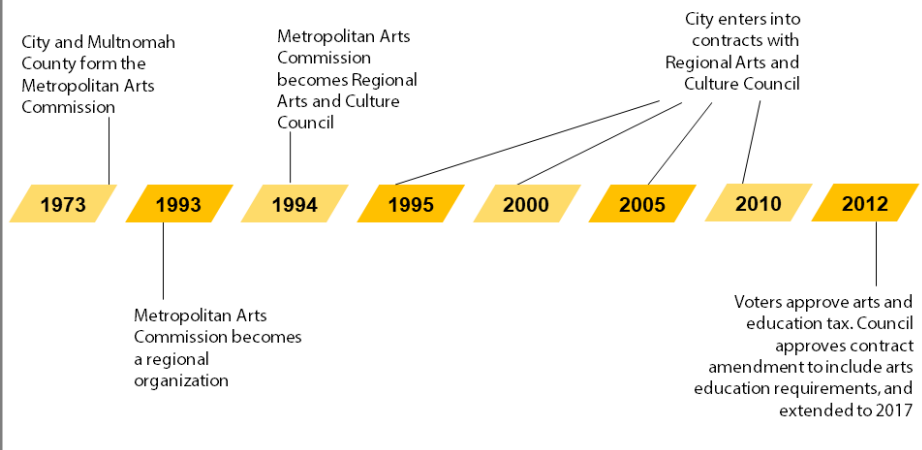 City and Multnomah
County form the
Metropolitan Arts
Commission
Metropolitan Arts
Commission
becomes Regional
Arts and Culture
Council
City enters into
contracts with
Regional Arts and
Culture Council
1973
1993
1994
1995
2000
2005
2010
2012
Metropolitan Arts
Commission becomes
a regional
organization
Voters approve arts and
education tax. Council
approves contract
amendment to include arts
education requirements, and
extended to 2017